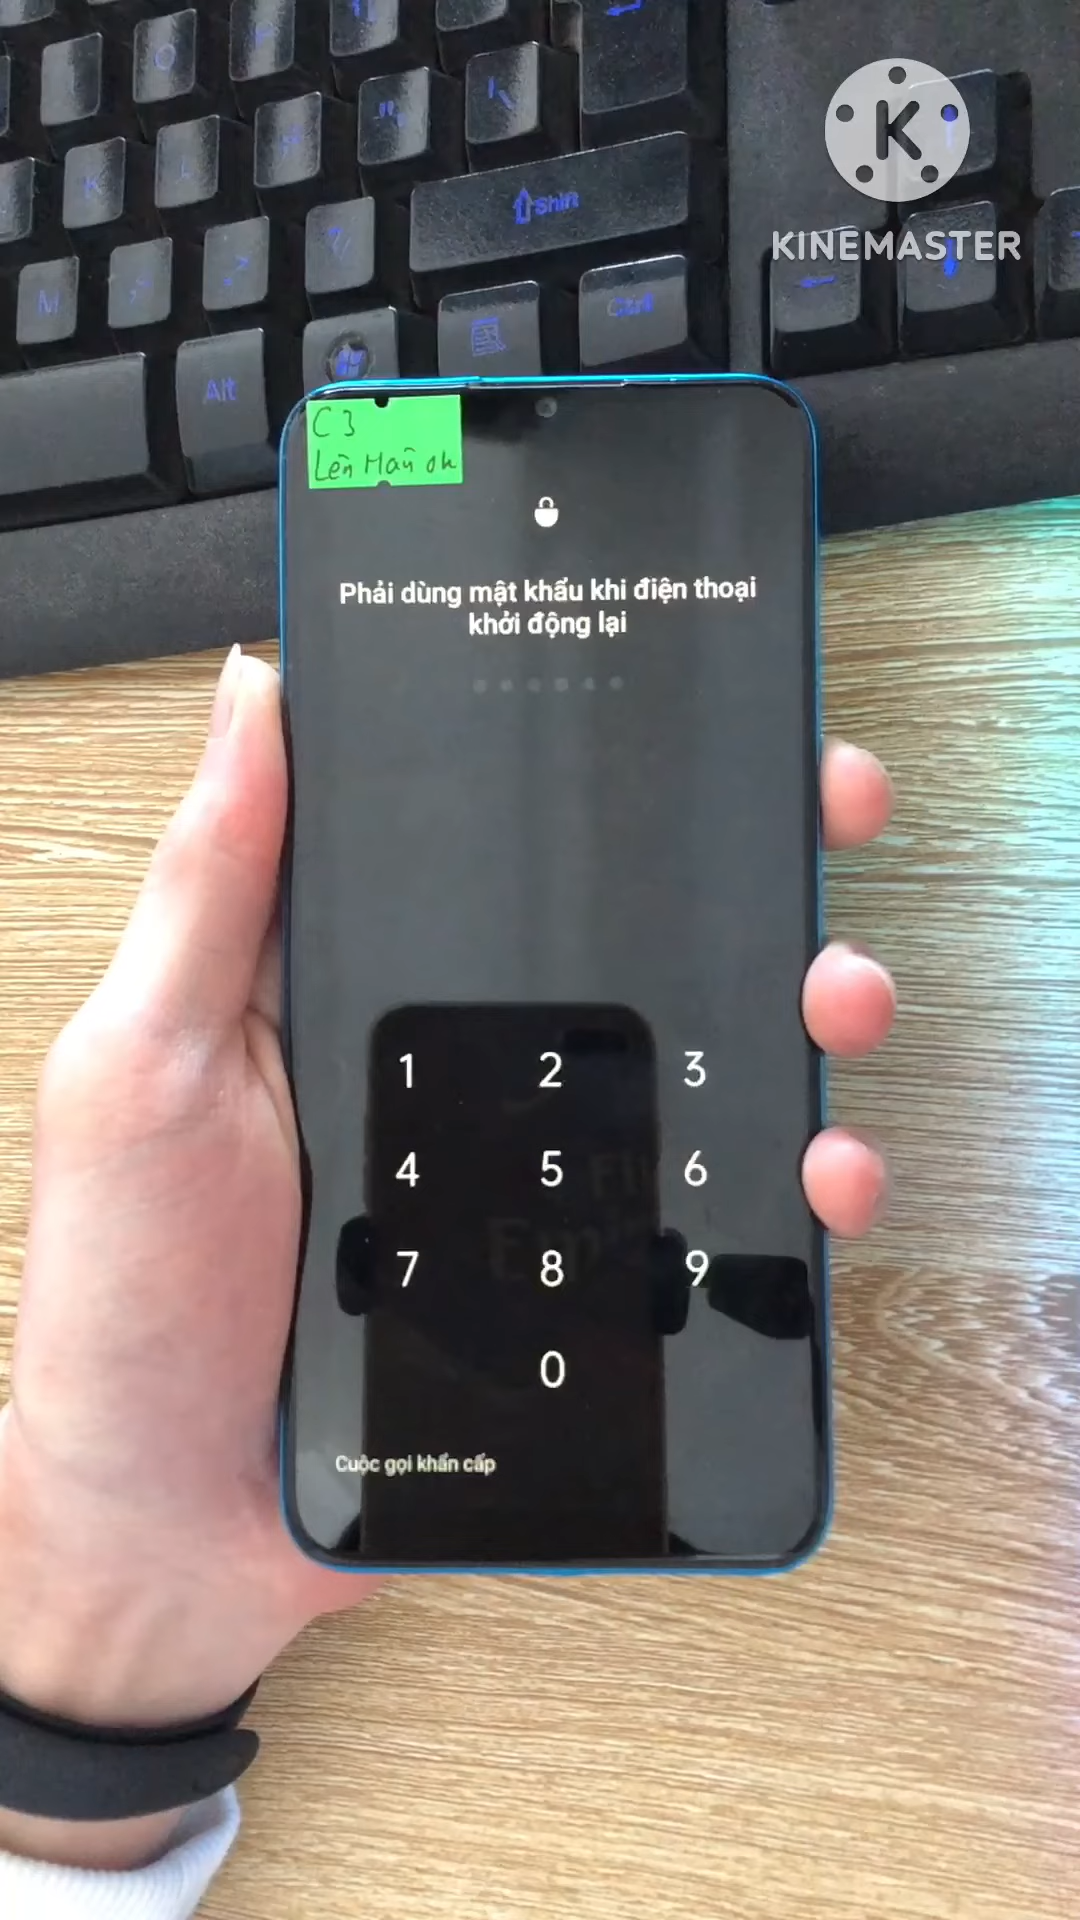 K
KINEMASTER
Shift
K
L
M
Alt
Ctrl
C3
Lên Màn ok
Phải dùng mật khẩu khi điện thoại
khởi động lại
1 2 3
4 5 6
7 8 9
0
Cuộc gọi khẩn cấp